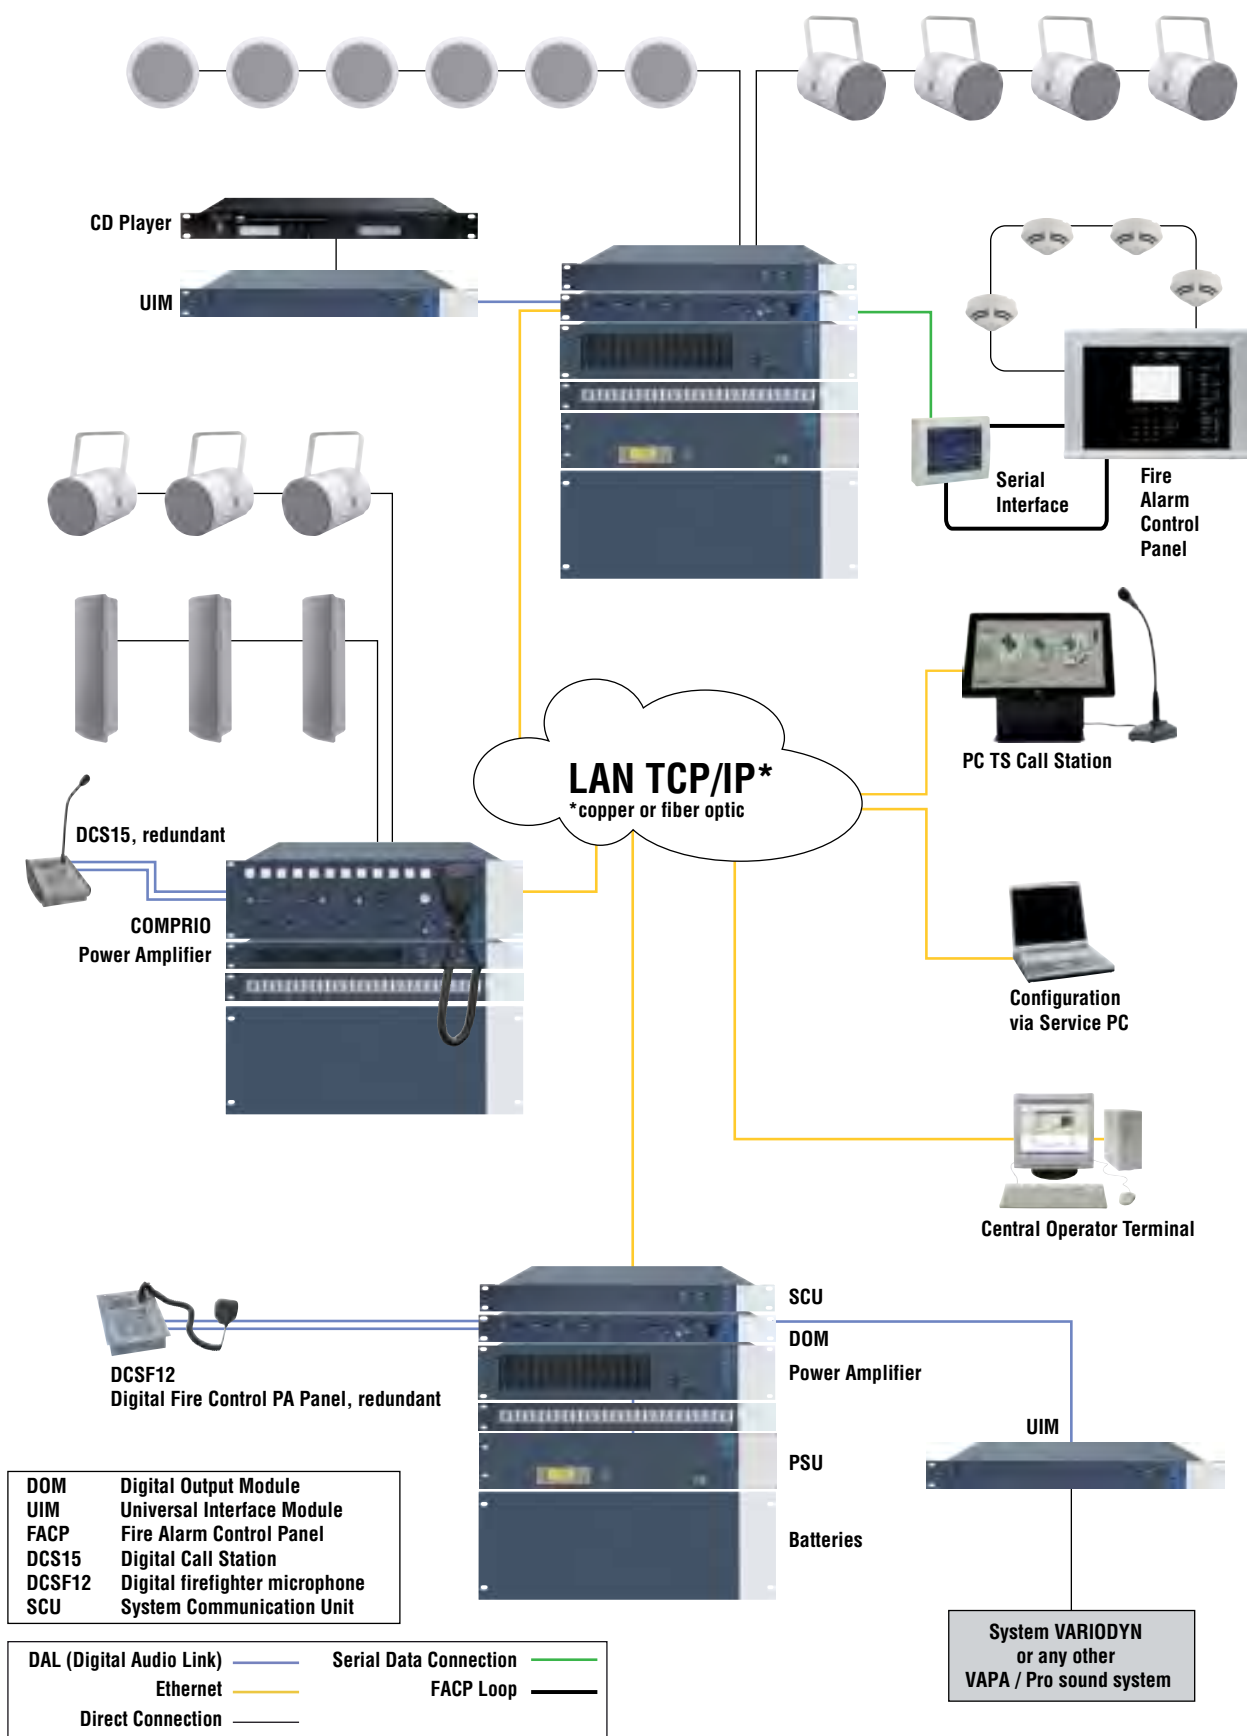 CD Player
UIM
Serial
Interface
Fire
Alarm
Control
Panel
PC TS Call Station
LAN TCP/IP*
*copper or fiber optic
DCS15, redundant
COMPRIO
Power Amplifier
Configuration
via Service PC
Central Operator Terminal
SCU
DOM
Power Amplifier
PSU
Batteries
DCSF12
Digital Fire Control PA Panel, redundant
UIM
DOM Digital Output Module
UIM Universal Interface Module
FACP Fire Alarm Control Panel
DCS15 Digital Call Station
DCSF12 Digital firefighter microphone
SCU System Communication Unit
System VARIODYN
or any other
VAPA / Pro sound system
DAL (Digital Audio Link) Serial Data Connection
Ethernet FACP Loop
Direct Connection